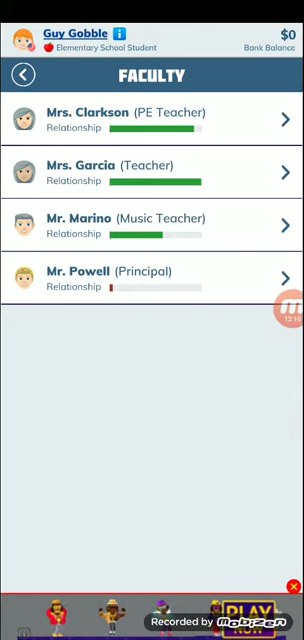 Guy Gobble i $0
Elementary School Student Bank Balance
FACULTY
Mrs. Clarkson (PE Teacher)
Relationship
Mrs. Garcia (Teacher)
Relationship
Mr. Marino (Music Teacher)
Relationship
Mr. Powell (Principal)
Relationship
12:10
PLAY
NOW
Recorded by Mobizen